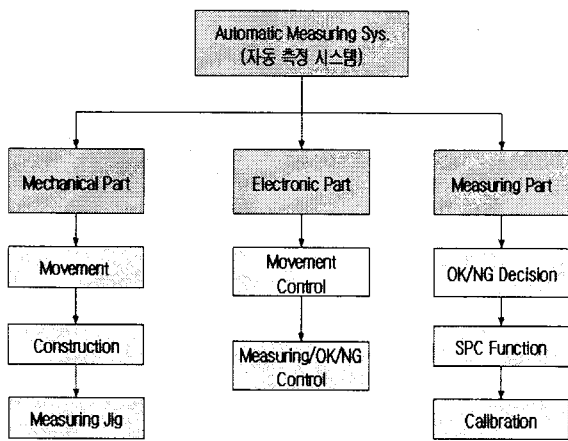 Automatic Measuring Sys.
(자동 측정 시스템)
Mechanical Part
Electronic Part
Measuring Part
Movement
Movement
Control
OK/NG Decision
Construction
Measuring/OK/NG
Control
SPC Function
Measuring Jig
Calibration